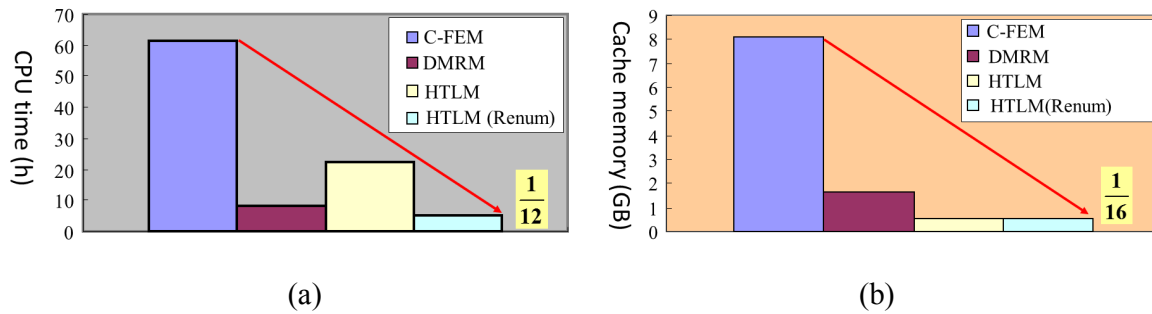 CPU time (h)
70
60
50
40
30
20
10
0
C-FEM
DMRM
HTLM
HTLM (Renum)
1
12
(a)
Cache memory (GB)
9
8
7
6
5
4
3
2
1
0
C-FEM
DMRM
HTLM
HTLM(Renum)
1
16
(b)